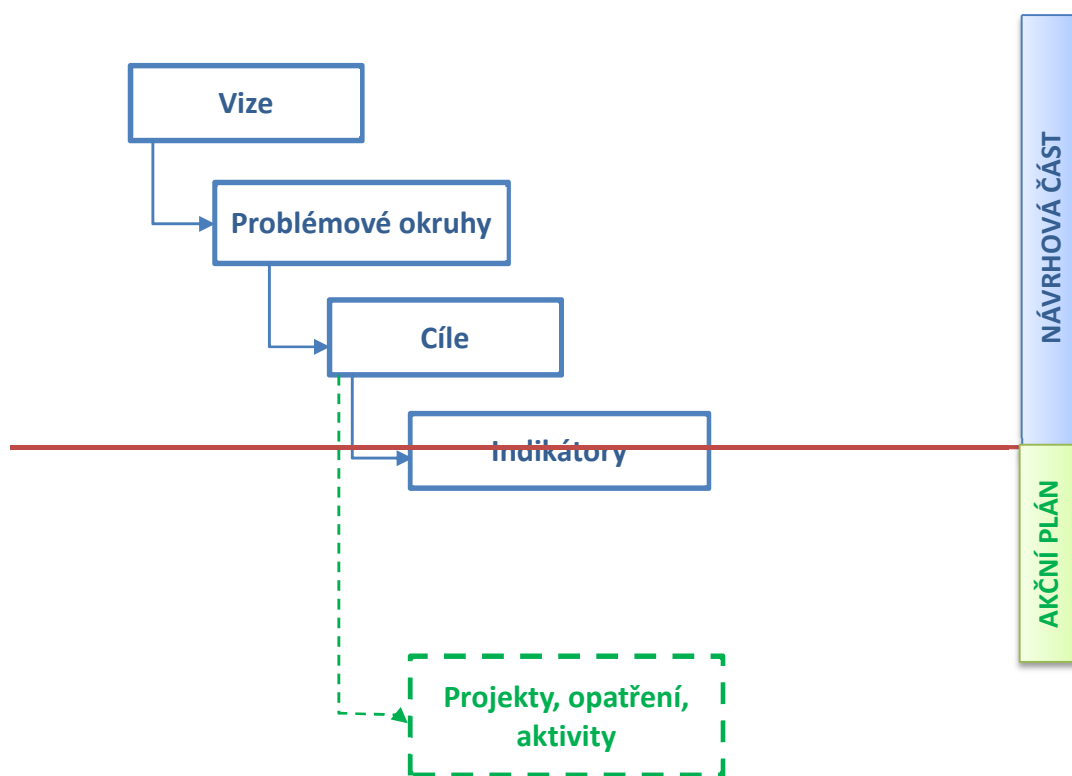 Vize
Problémové okruhy
Cíle
Indikátory
Projekty, opatření,
aktivity
NÁVRHOVÁ ČÁST
AKČNÍ PLÁN